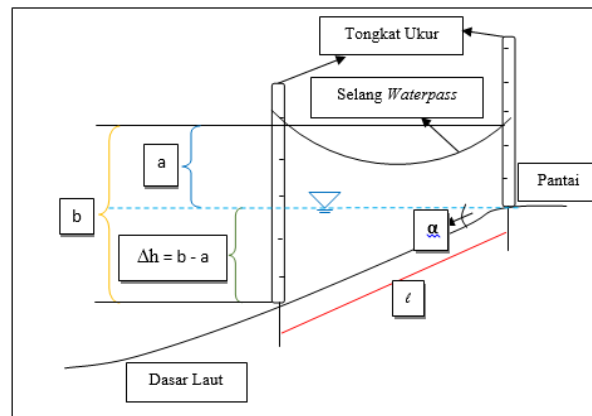 Tongkat Ukur
Selang Waterpass
a
Pantai
b
α
Δh = b - a
ℓ
Dasar Laut